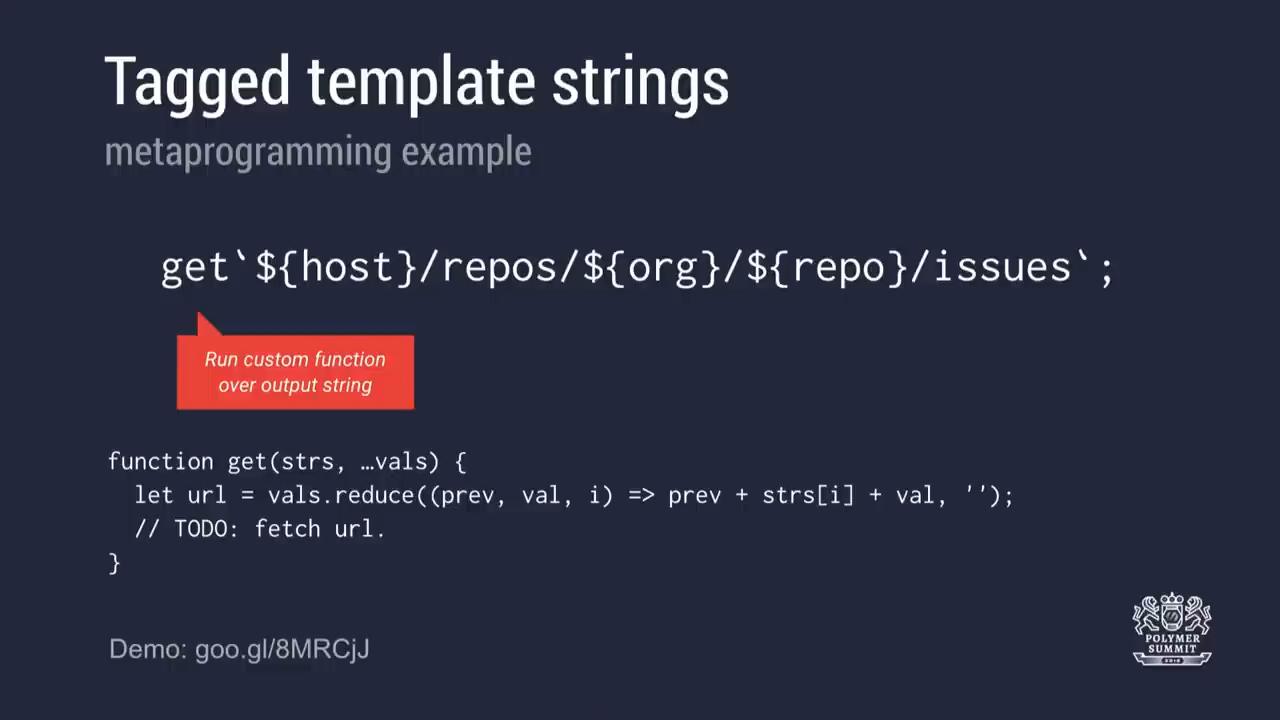 Tagged template strings
metaprogramming example
get`${host}/repos/${org}/${repo}/issues`;
Run custom function
over output string
function get(strs, …vals) {
  let url = vals.reduce((prev, val, i) => prev + strs[i] + val, '');
  // TODO: fetch url.
}
Demo: goo.gl/8MRCjJ
POLYMER
SUMMIT